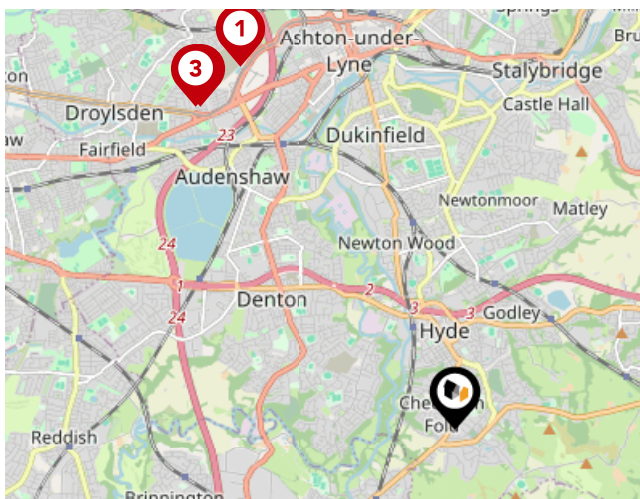 1
Ashton-under-
Lyne
3
Stalybridge
Castle Hall
Droylsden
Fairfield
23
Dukinfield
Audenshaw
Newtonmoor
Matley
24
Newton Wood
1
2
Denton
3
3
Godley
24
Hyde
Reddish